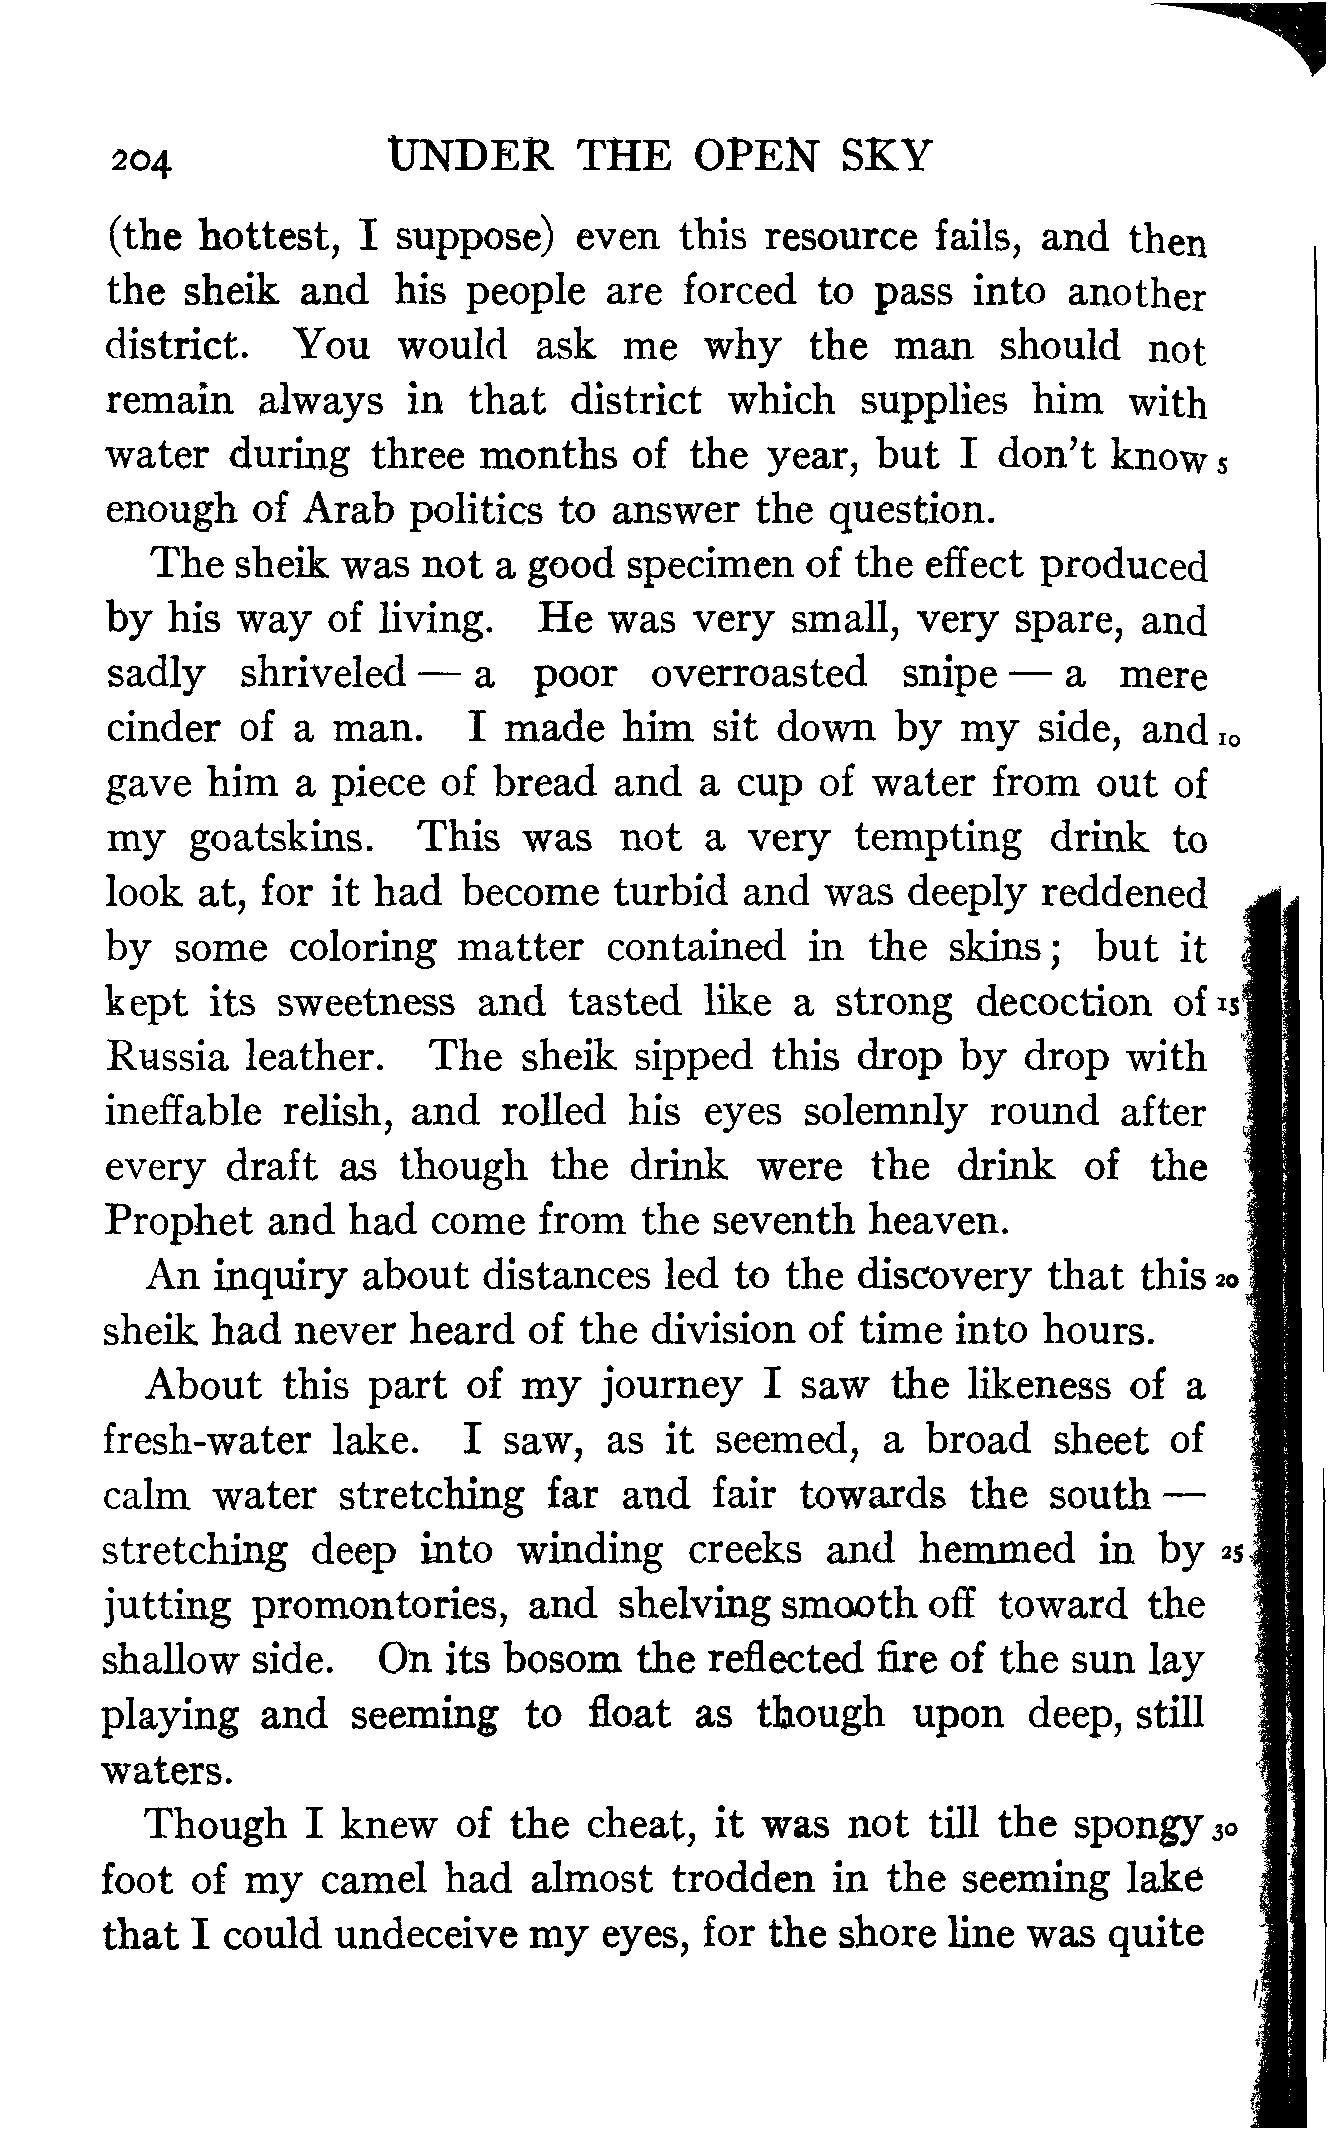 204 UNDER THE OPEN SKY
(the hottest, I suppose) even this resource fails, and then
the sheik and his people are forced to pass into another
district. You would ask me why the man should not
remain always in that district which supplies him with
water during three months of the year, but I don't know 5
enough of Arab politics to answer the question.
The sheik was not a good specimen of the effect produced
by his way of living. He was very small, very spare, and
sadly shriveled — a poor overroasted snipe — a mere
cinder of a man. I made him sit down by my side, and 10
gave him a piece of bread and a cup of water from out of
my goatskins. This was not a very tempting drink to
look at, for it had become turbid and was deeply reddened
by some coloring matter contained in the skins; but it
kept its sweetness and tasted like a strong decoction of 15
Russia leather. The sheik sipped this drop by drop with
ineffable relish, and rolled his eyes solemnly round after
every draft as though the drink were the drink of the
Prophet and had come from the seventh heaven.
An inquiry about distances led to the discovery that this 20
sheik had never heard of the division of time into hours.
About this part of my journey I saw the likeness of a
fresh-water lake. I saw, as it seemed, a broad sheet of
calm water stretching far and fair towards the south —
stretching deep into winding creeks and hemmed in by 25
jutting promontories, and shelving smooth off toward the
shallow side. On its bosom the reflected fire of the sun lay
playing and seeming to float as though upon deep, still
waters.
Though I knew of the cheat, it was not till the spongy 30
foot of my camel had almost trodden in the seeming lake
that I could undeceive my eyes, for the shore line was quite